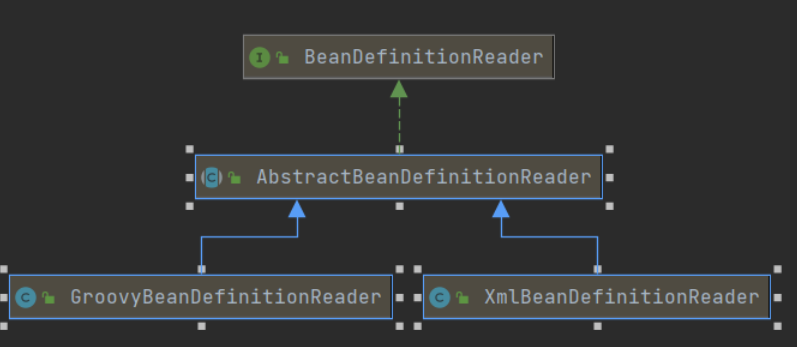 BeanDefinitionReader
AbstractBeanDefinitionReader
GroovyBeanDefinitionReader
XmlBeanDefinitionReader